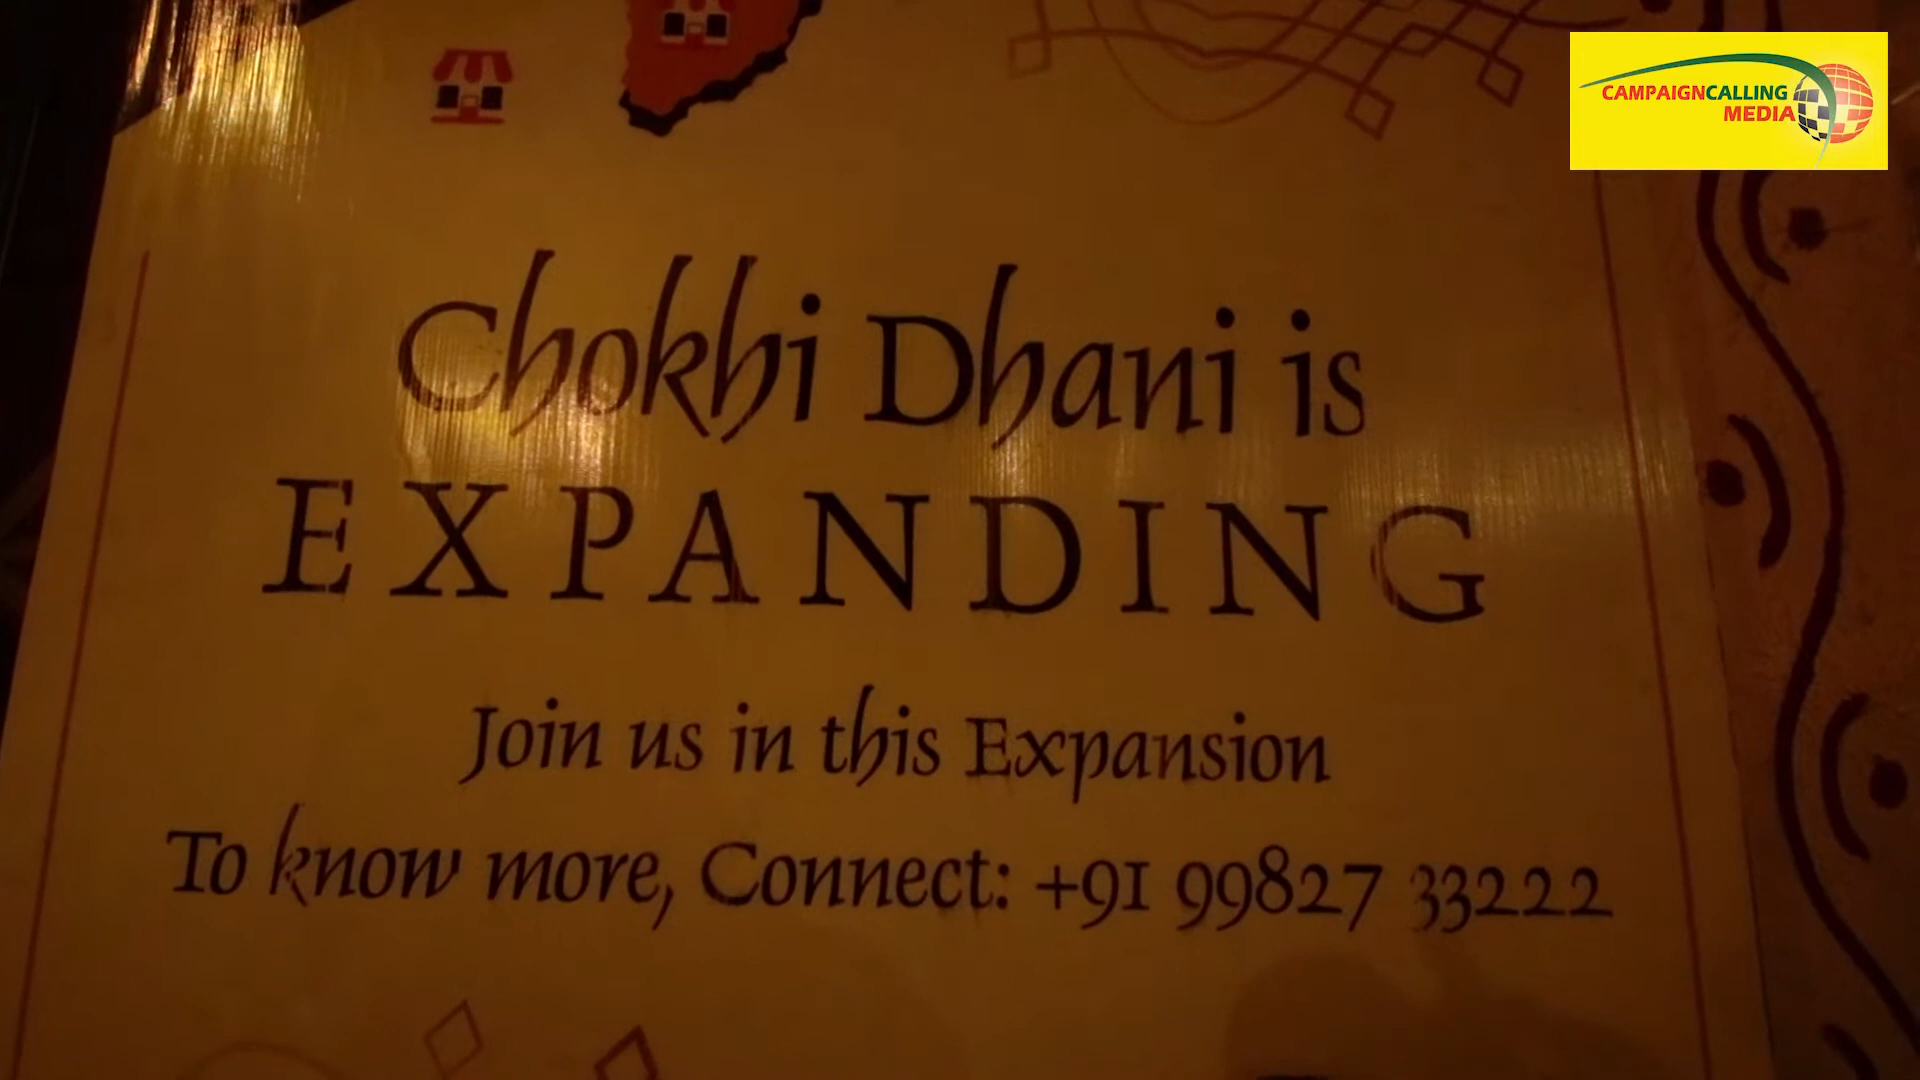 CAMPAIGNCALLING
MEDIA
Chokhi Dhani is
EXPANDING
Join us in this Expansion
To know more, Connect: +91 99827 33222